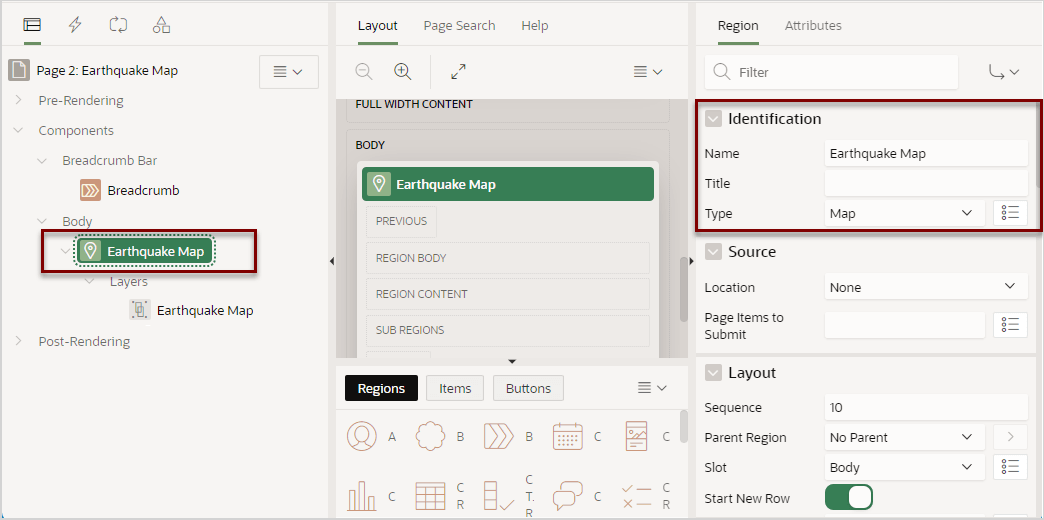 Page 2: Earthquake Map
Pre-Rendering
Components
Breadcrumb Bar
Breadcrumb
Body
Earthquake Map
Layers
Earthquake Map
Post-Rendering
Layout
Page Search
Help
FULL WIDTH CONTENT
BODY
Earthquake Map
PREVIOUS
REGION BODY
REGION CONTENT
SUB REGIONS
Regions
Items
Buttons
A
B
B
C
C
C
C
R
C
T.
R
C
C
R
Region
Attributes
Filter
Identification
Name
Earthquake Map
Title
Type
Map
Source
Location
None
Page Items to
Submit
Layout
Sequence
10
Parent Region
No Parent
Slot
Body
Start New Row